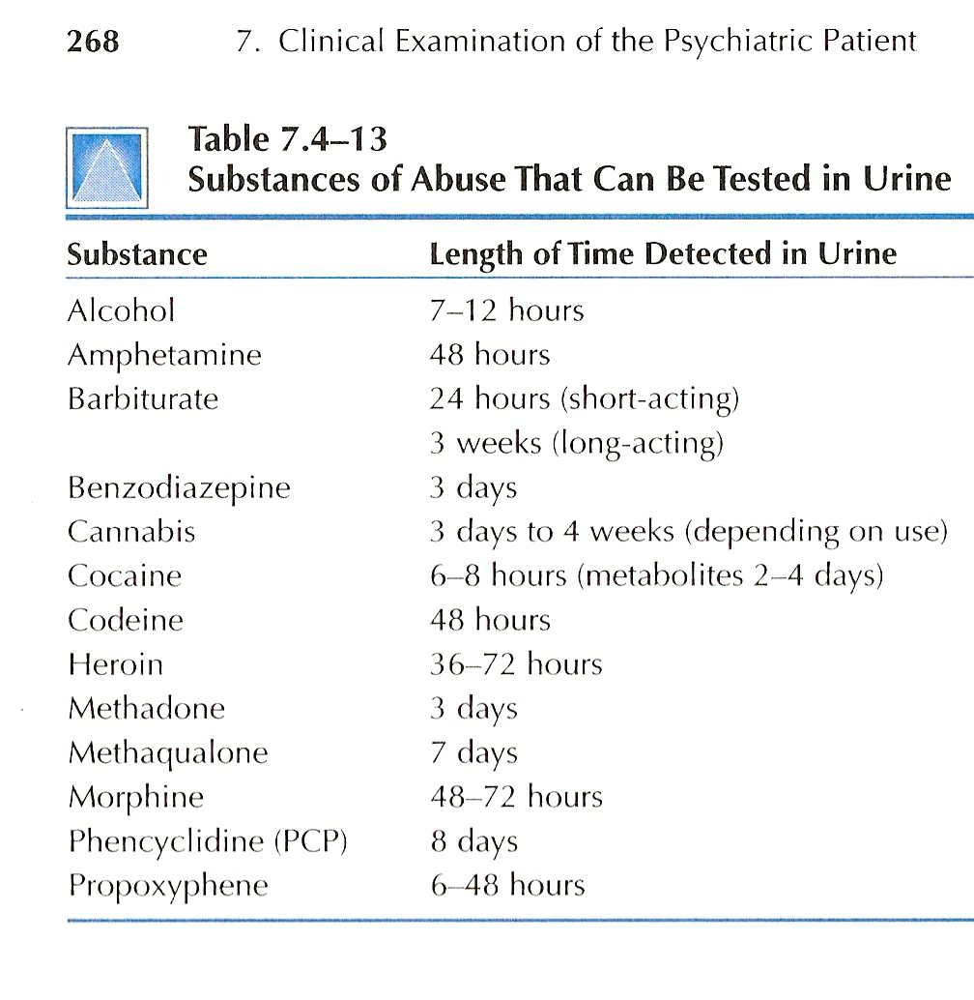 268 7. Clinical Examination of the Psychiatric Patient
Table 7.4–13
Substances of Abuse That Can Be Tested in Urine
Substance Length of Time Detected in Urine
Alcohol 7–12 hours
Amphetamine 48 hours
Barbiturate 24 hours (short-acting)
3 weeks (long-acting)
Benzodiazepine 3 days
Cannabis 3 days to 4 weeks (depending on use)
Cocaine 6–8 hours (metabolites 2–4 days)
Codeine 48 hours
Heroin 36–72 hours
Methadone 3 days
Methaqualone 7 days
Morphine 48–72 hours
Phencyclidine (PCP) 8 days
Propoxyphene 6–48 hours